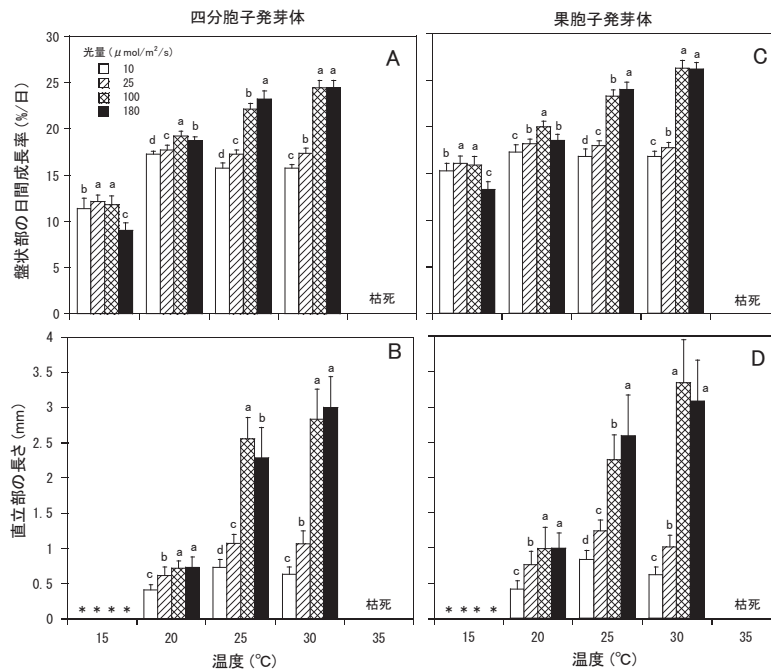 四分胞子発芽体
果胞子発芽体
光量(μmol/m²/s)
10
25
100
180
A
盤状部の日間成長率(%/日)
30
25
20
15
10
5
0
b a a c
d c a b
d c b a
c b a a
枯死
C
b a a c
c b a b
d c b a
c b a a
枯死
B
直立部の長さ(mm)
4
3.5
3
2.5
2
1.5
1
0.5
0
* * * *
c b a a
d c a b
c b a a
枯死
15 20 25 30 35
温度(℃)
D
* * * *
c b a a
d c b a
c b a a
枯死
15 20 25 30 35
温度(℃)